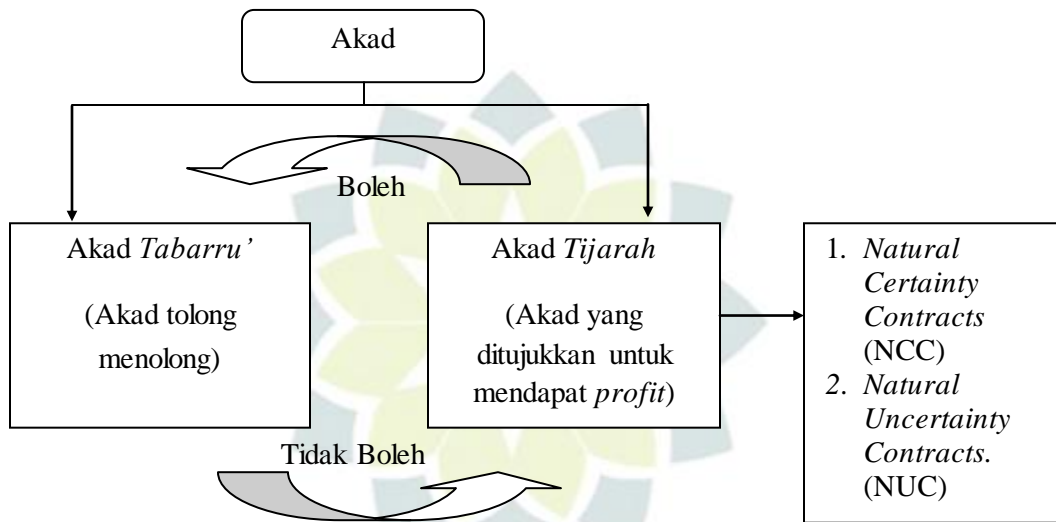 Akad
Boleh
Akad Tabarru’
(Akad tolong
menolong)
Akad Tijarah
(Akad yang
ditujukkan untuk
mendapat profit)
1. Natural
Certainty
Contracts
(NCC)
2. Natural
Uncertainty
Contracts.
(NUC)
Tidak Boleh